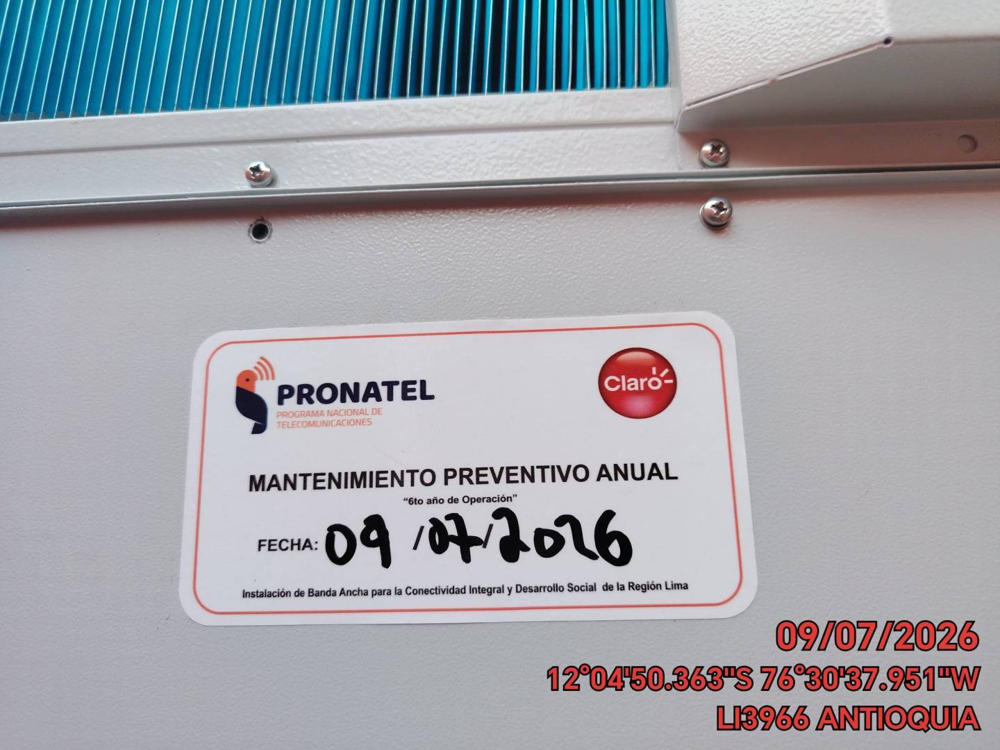 PRONATEL
PROGRAMA NACIONAL DE
TELECOMUNICACIONES
Claro
MANTENIMIENTO PREVENTIVO ANUAL
“6to año de Operación”
FECHA: 09/07/2026
Instalación de Banda Ancha para la Conectividad Integral y Desarrollo Social de la Región Lima
09/07/2026
12°04'50.363"S 76°30'37.951"W
LI3966 ANTIOQUIA